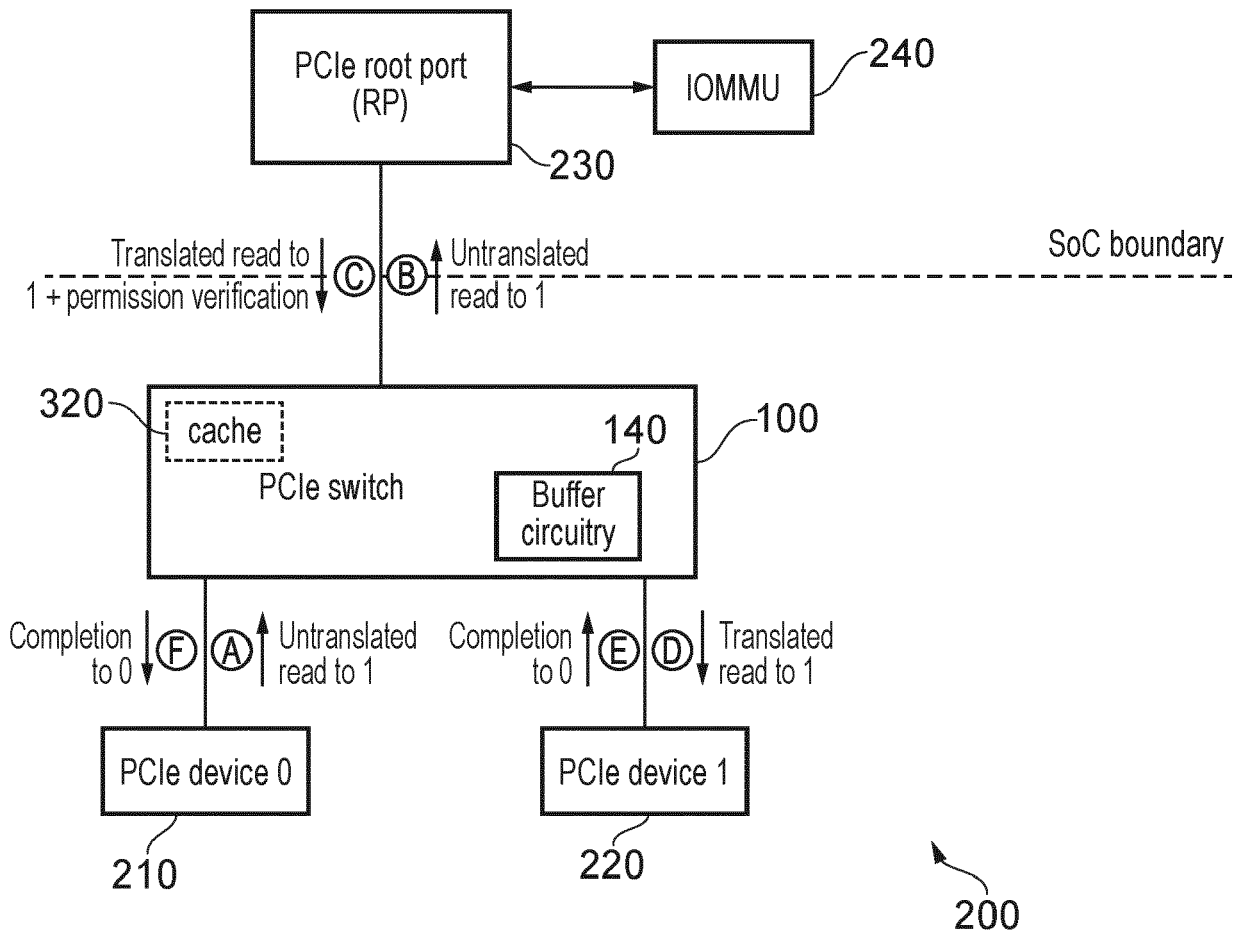 PCIe root port
(RP)
IOMMU
240
230
Translated read to
1 + permission verification
C
B
Untranslated
read to 1
SoC boundary
320
cache
PCIe switch
140
Buffer
circuitry
100
Completion
to 0
F
A
Untranslated
read to 1
Completion
to 0
E
D
Translated
read to 1
PCIe device 0
PCIe device 1
210
220
200